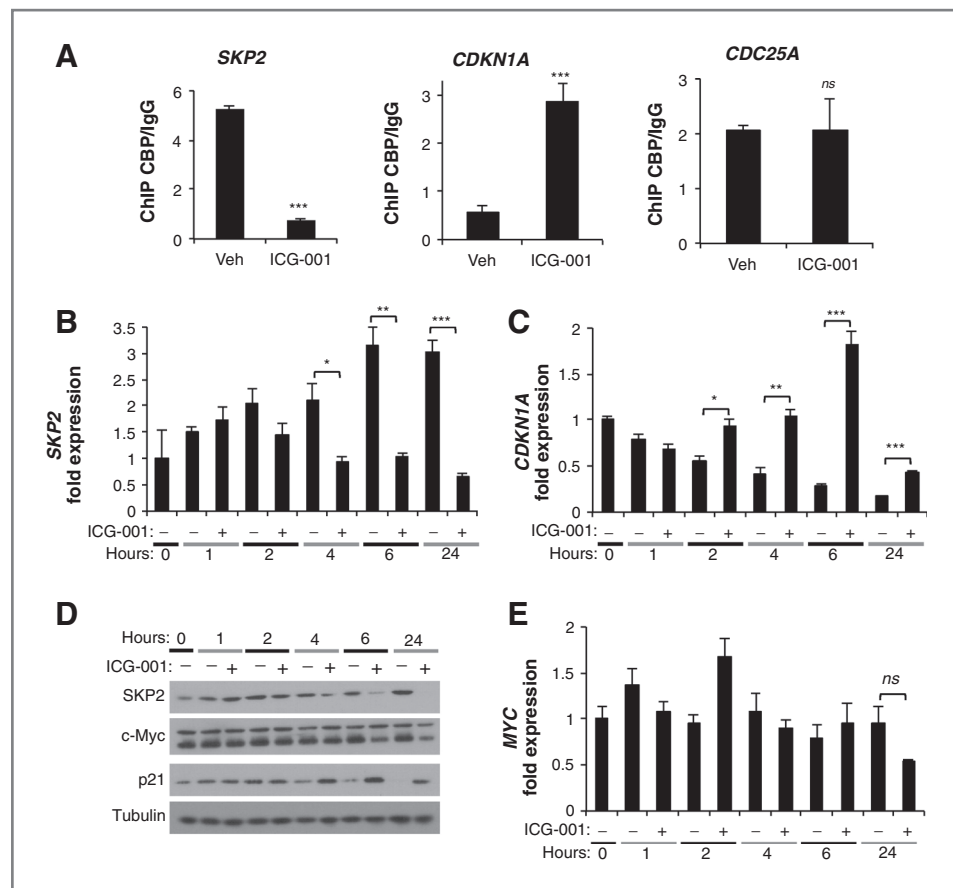 A
SKP2
ChIP CBP/IgG
6
4
2
0
***
Veh ICG-001
CDKN1A
ChIP CBP/IgG
3
2
1
0
***
Veh ICG-001
CDC25A
ChIP CBP/IgG
3
2
1
0
ns
Veh ICG-001
B
SKP2
fold expression
3.5
3
2.5
2
1.5
1
0.5
0
* ** ***
ICG-001: – – + – + – + – + – +
Hours: 0 1 2 4 6 24
C
CDKN1A
fold expression
2
1.5
1
0.5
0
* ** *** ***
– – + – + – + – + – +
Hours: 0 1 2 4 6 24
D
Hours: 0 1 2 4 6 24
ICG-001: – – + – + – + – + – +
SKP2
c-Myc
p21
Tubulin
E
MYC
fold expression
2
1.5
1
0.5
0
ns
ICG-001: – – + – + – + – + – +
Hours: 0 1 2 4 6 24